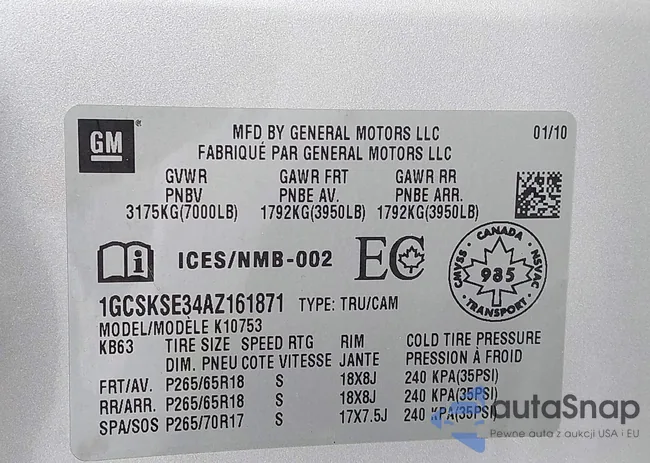 GM
MFD BY GENERAL MOTORS LLC
01/10
FABRIQUÉ PAR GENERAL MOTORS LLC
GVWR GAWR FRT GAWR RR
PNBV PNBE AV. PNBE ARR.
3175KG(7000LB) 1792KG(3950LB) 1792KG(3950LB)
ICES/NMB-002 EC
CANADA
CMVSS 985 NSVAC
TRANSPORT
1GCSKSE34AZ161871 TYPE: TRU/CAM
MODEL/MODÈLE K10753
KB63 TIRE SIZE SPEED RTG RIM COLD TIRE PRESSURE
DIM. PNEU COTE VITESSE JANTE PRESSION À FROID
FRT/AV. P265/65R18 S 18X8J 240 KPA(35PSI)
RR/ARR. P265/65R18 S 18X8J 240 KPA(35PSI)
SPA/SOS P265/70R17 S 17X7.5J 240 KPA(35PSI)
autaSnap
Pewne auta z aukcji USA i EU